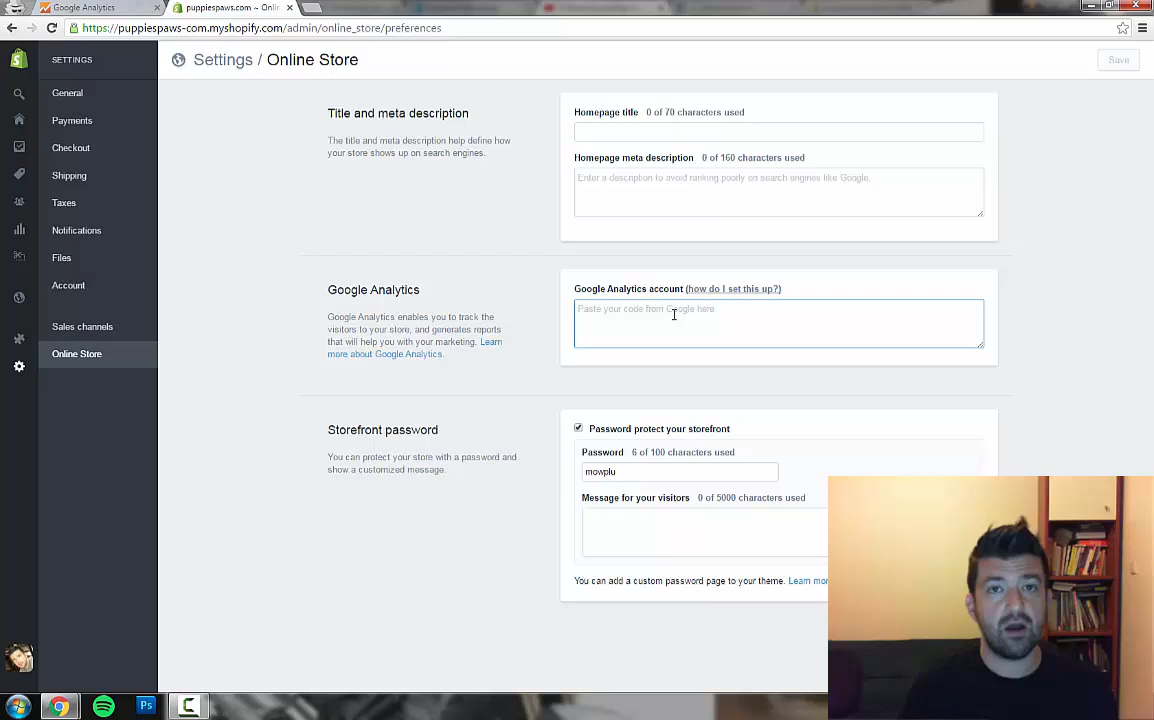 Google Analytics
puppiespaws.com ~ Onlin
https://puppiespaws-com.myshopify.com/admin/online_store/preferences
SETTINGS
Settings / Online Store
Save
General
Payments
Checkout
Shipping
Taxes
Notifications
Files
Account
Sales channels
Online Store
Title and meta description
The title and meta description help define how
your store shows up on search engines.
Homepage title 0 of 70 characters used
Homepage meta description 0 of 160 characters used
Enter a description to avoid ranking poorly on search engines like Google.
Google Analytics
Google Analytics enables you to track the
visitors to your store, and generates reports
that will help you with your marketing. Learn
more about Google Analytics.
Google Analytics account (how do I set this up?)
Paste your code from Google here
Storefront password
You can protect your store with a password and
show a customized message.
Password protect your storefront
Password 6 of 100 characters used
mowplu
Message for your visitors 0 of 5000 characters used
You can add a custom password page to your theme. Learn mor
Ps